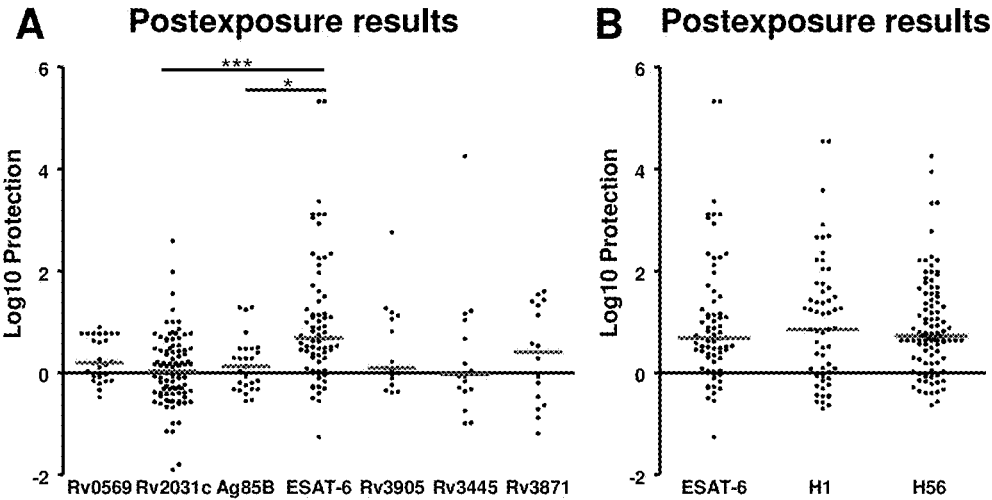 A Postexposure results
B Postexposure results
Log10 Protection
6
4
2
0
-2
***
*
Rv0569 Rv2031c Ag85B ESAT-6 Rv3905 Rv3445 Rv3871
Log10 Protection
6
4
2
0
-2
ESAT-6 H1 H56